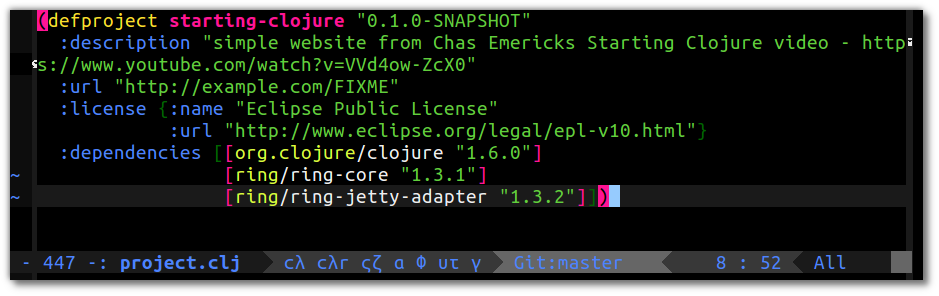 (defproject starting-clojure "0.1.0-SNAPSHOT"
  :description "simple website from Chas Emericks Starting Clojure video - http
s://www.youtube.com/watch?v=VVd4ow-ZcX0"
  :url "http://example.com/FIXME"
  :license {:name "Eclipse Public License"
            :url "http://www.eclipse.org/legal/epl-v10.html"}
  :dependencies [[org.clojure/clojure "1.6.0"]
~                 [ring/ring-core "1.3.1"]
~                 [ring/ring-jetty-adapter "1.3.2"]])
- 447 -: project.clj cλ cλr ςζ α Φ υτ γ Git:master 8 : 52 All